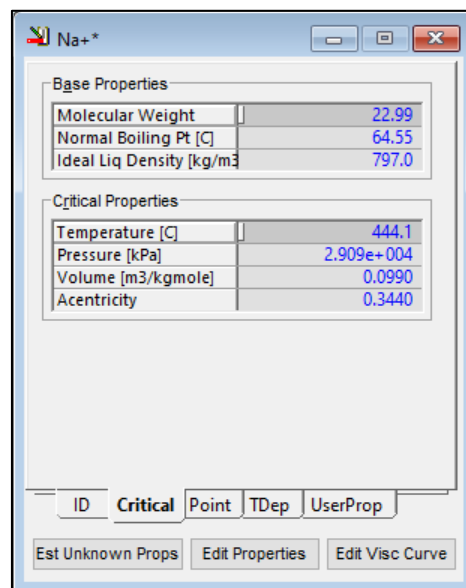 Na+*
Base Properties
Molecular Weight 22.99
Normal Boiling Pt [C] 64.55
Ideal Liq Density [kg/m3 797.0
Critical Properties
Temperature [C] 444.1
Pressure [kPa] 2.909e+004
Volume [m3/kgmole] 0.0990
Acentricity 0.3440
ID Critical Point TDep UserProp
Est Unknown Props Edit Properties Edit Visc Curve